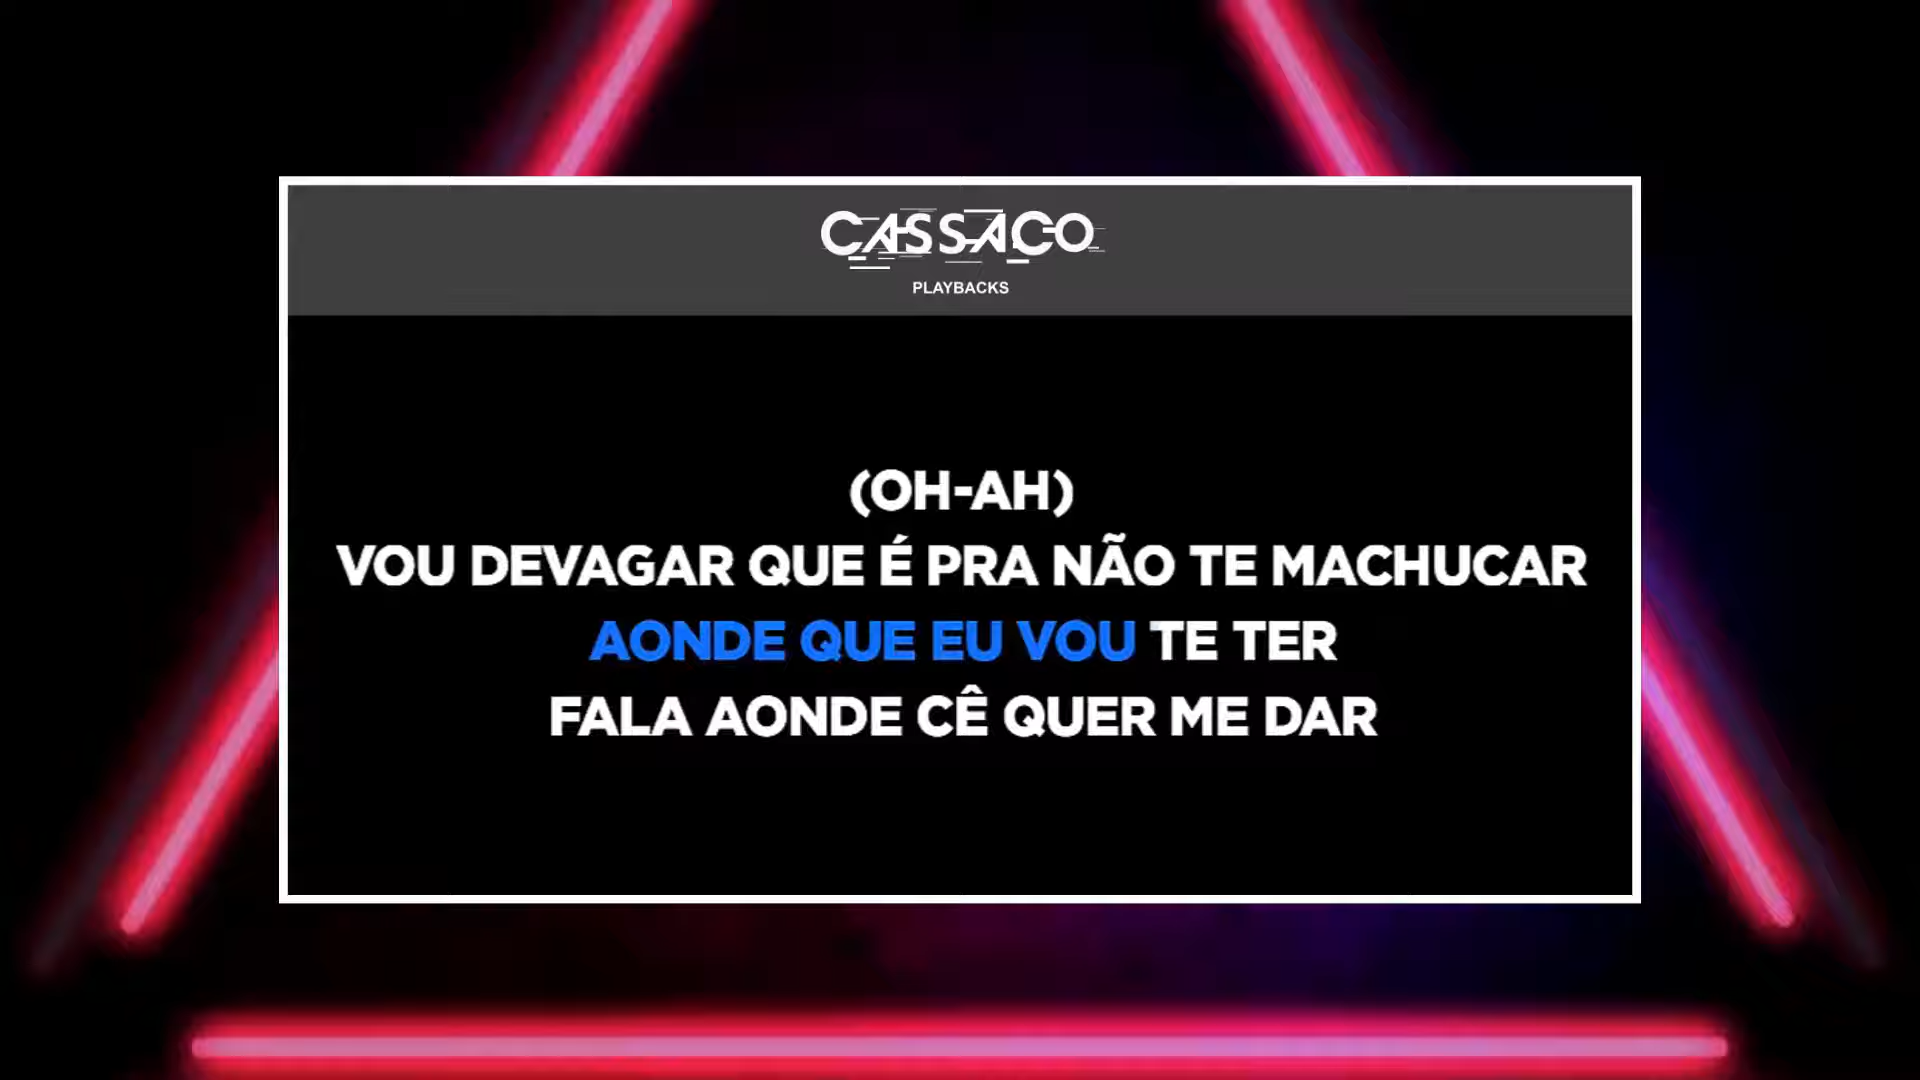 CASSACO
PLAYBACKS
(OH-AH)
VOU DEVAGAR QUE É PRA NÃO TE MACHUCAR
AONDE QUE EU VOU TE TER
FALA AONDE CÊ QUER ME DAR